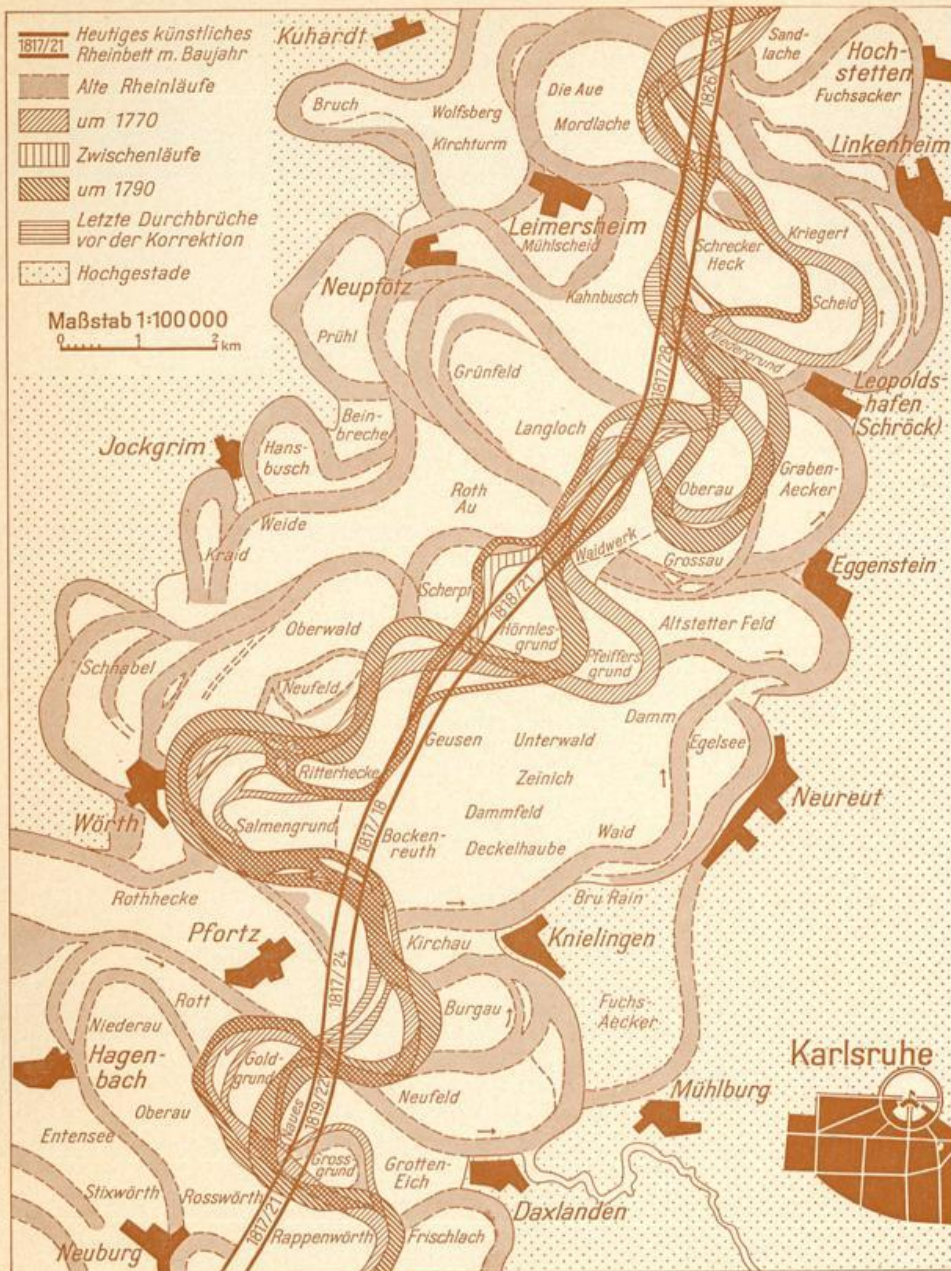 1817/21
Heutiges künstliches
Rheinbett m. Baujahr
Alte Rheinläufe
um 1770
Zwischenläufe
um 1790
Letzte Durchbrüche
vor der Korrektion
Hochgestade
Maßstab 1:100 000
0 1 2 km
Kuhardt
Sand-
lache
Hoch-
stetten
Fuchsacker
1826/30
Bruch
Wolfsberg
Kirchturm
Die Aue
Mordlache
Linkenheim
Leimersheim
Mühlscheid
Schrecker
Heck
Kriegert
Neupfotz
Kahnbusch
Scheid
Prühl
1817/28
Niedergrund
Grünfeld
Leopolds
hafen
(Schröck)
Bein-
breche
Langloch
Jockgrim
Hans-
busch
Oberau
Graben-
Aecker
Roth
Au
Weide
Kraid
Waidwerk
Grossau
Eggenstein
Scherpf
1818/21
Oberwald
Hörnles-
grund
Altstetter Feld
Schnabel
Pfeiffers
grund
Neufeld
Damm
Geusen
Unterwald
Egelsee
Ritterhecke
Zeinich
Neureut
Wörth
Salmengrund
1817/18
Bocken-
reuth
Dammfeld
Deckelhaube
Waid
Rothhecke
Bru Rain
Pfortz
Kirchau
Knielingen
1817/24
Rott
Burgau
Fuchs-
Aecker
Niederau
Hagen-
bach
Gold-
grund
Karlsruhe
Oberau
Naues
1819/22
Neufeld
Mühlburg
Entensee
Gross-
grund
Grotten-
Eich
Stixwörth
Rosswörth
Daxlanden
Neuburg
1817/21
Rappenwörth
Frischlach